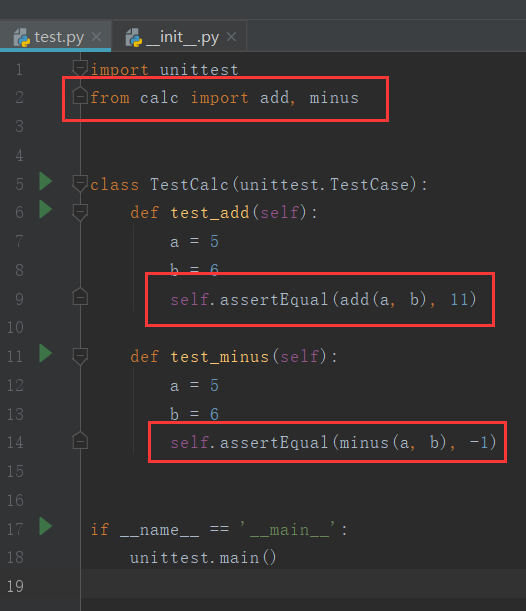 test.py × __init__.py ×
1 import unittest
2 from calc import add, minus
3
4
5 class TestCalc(unittest.TestCase):
6     def test_add(self):
7         a = 5
8         b = 6
9         self.assertEqual(add(a, b), 11)
10
11     def test_minus(self):
12         a = 5
13         b = 6
14         self.assertEqual(minus(a, b), -1)
15
16
17 if __name__ == '__main__':
18     unittest.main()
19